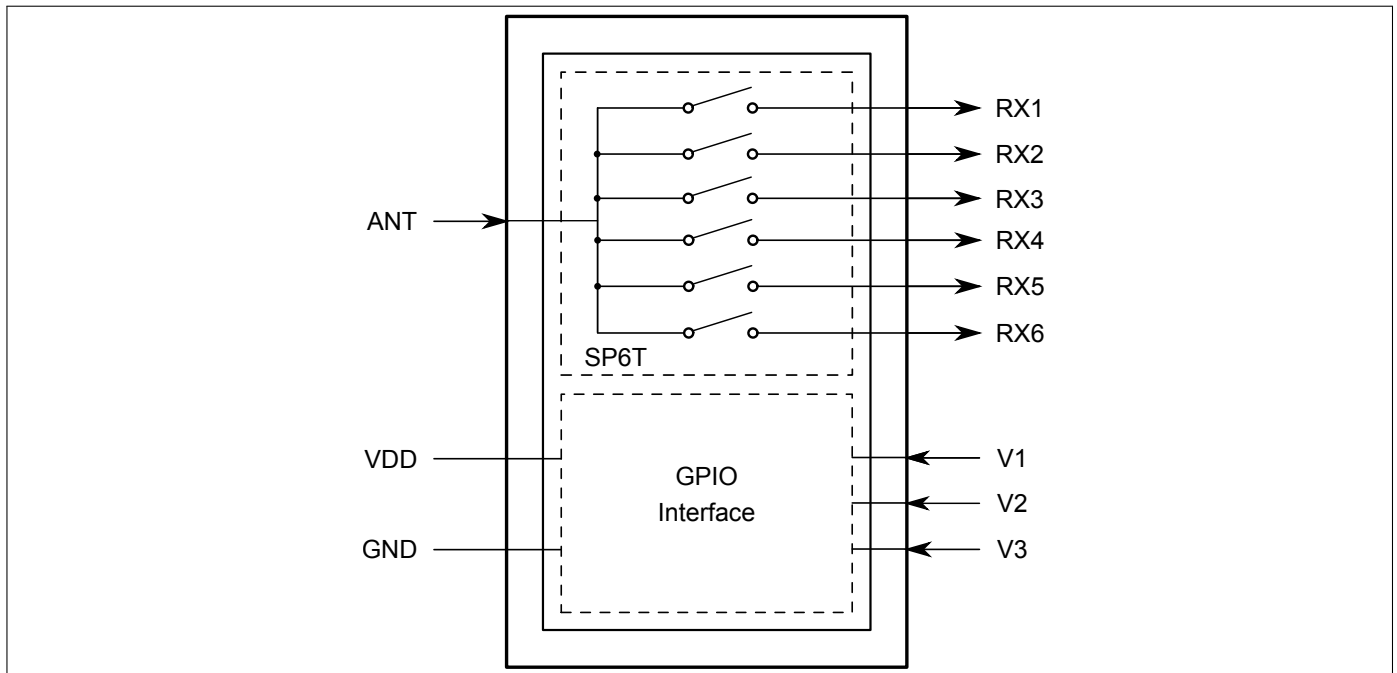 RX1
RX2
RX3
ANT
RX4
RX5
RX6
SP6T
VDD
GPIO
Interface
V1
V2
GND
V3